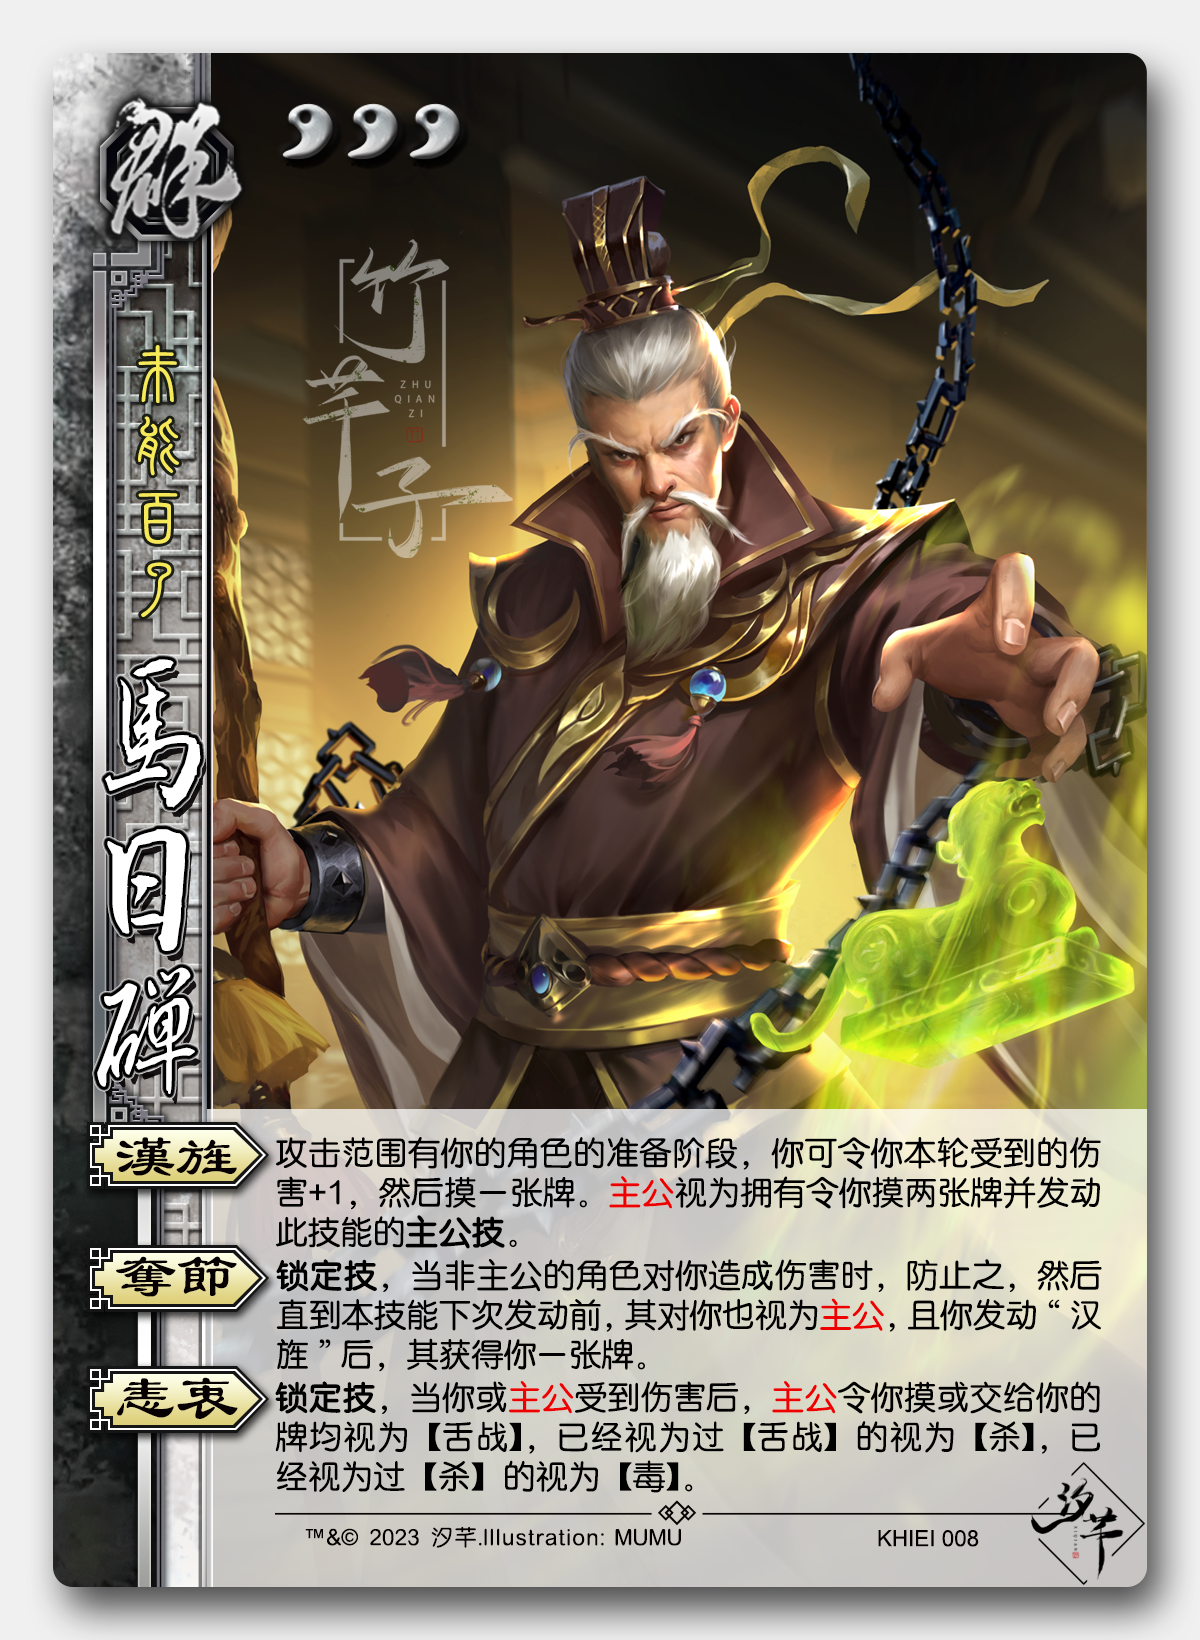 群
竹芊子
ZHU
QIAN
ZI
未能百了
馬日磾
漢旌
攻击范围有你的角色的准备阶段，你可令你本轮受到的伤
害+1，然后摸一张牌。主公视为拥有令你摸两张牌并发动
此技能的主公技。
奪節
锁定技，当非主公的角色对你造成伤害时，防止之，然后
直到本技能下次发动前，其对你也视为主公，且你发动“汉
旌”后，其获得你一张牌。
恚衷
锁定技，当你或主公受到伤害后，主公令你摸或交给你的
牌均视为【舌战】，已经视为过【舌战】的视为【杀】，已
经视为过【杀】的视为【毒】。
™&© 2023 汐芊.Illustration: MUMU
KHIEI 008
汐芊